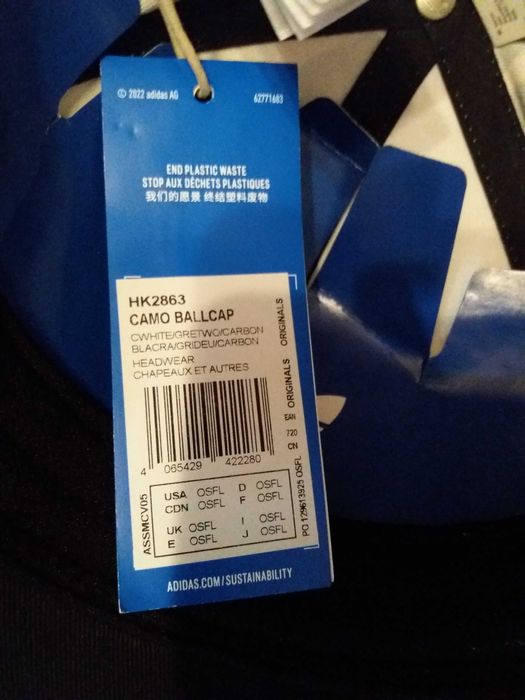 © 2022 adidas AG
62771683
END PLASTIC WASTE
STOP AUX DÉCHETS PLASTIQUES
我们的愿景 终结塑料废物
HK2863
CAMO BALLCAP
CWHITE/GRETWO/CARBON
BLACRA/GRIDEU/CARBON
HEADWEAR
CHAPEAUX ET AUTRES
ORIGINALS
ORIGINALS
EAN
720
CN
4 065429 422280
ASSMCV05
USA OSFL D OSFL
CDN OSFL F OSFL
UK OSFL I OSFL
E OSFL J OSFL
PO 129613925 OSFL
ADIDAS.COM/SUSTAINABILITY